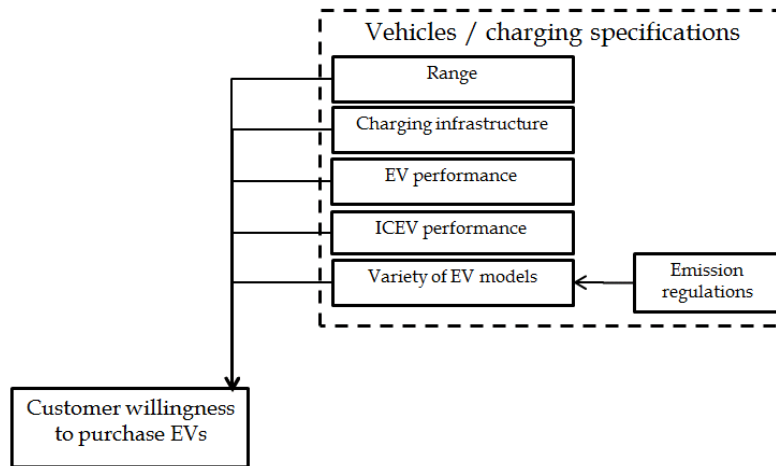 Vehicles / charging specifications
Range
Charging infrastructure
EV performance
ICEV performance
Variety of EV models
Emission
regulations
Customer willingness
to purchase EVs